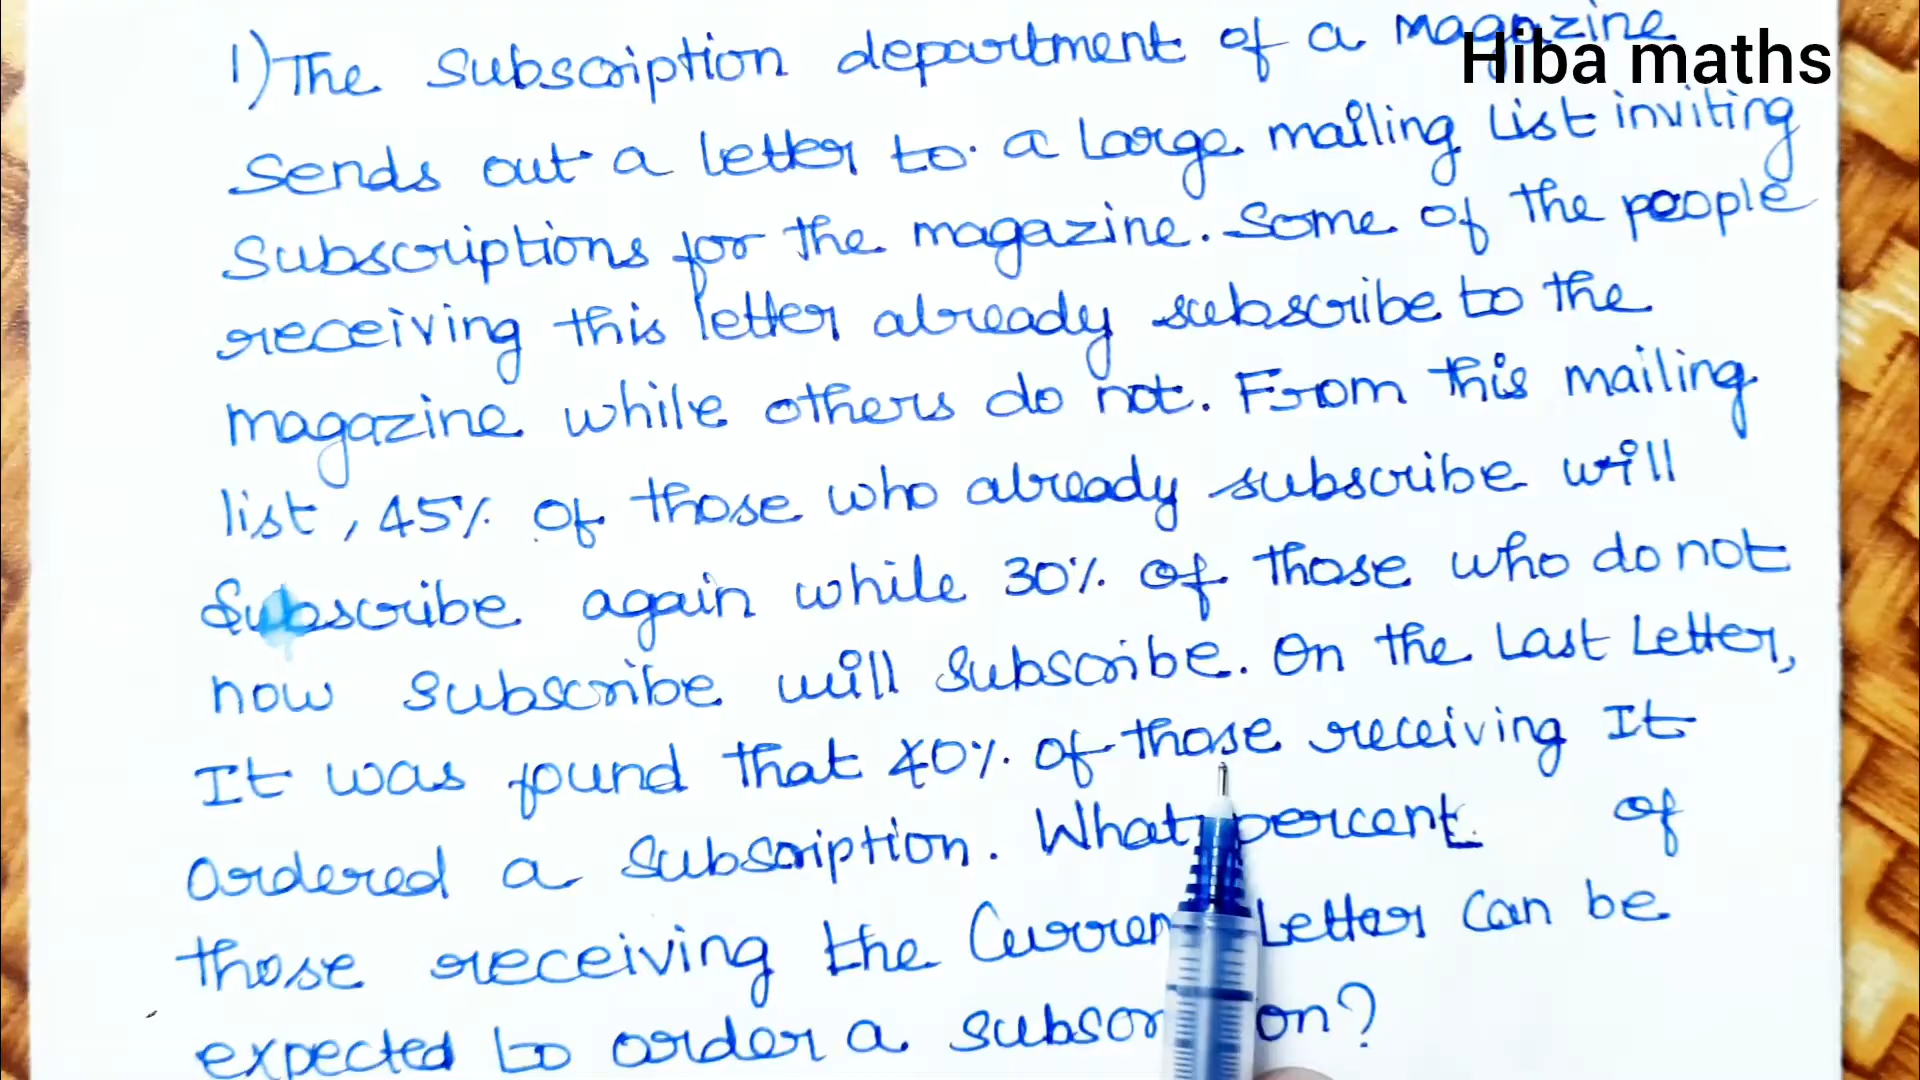 Hiba maths
1) The Subscription department of a magazine
sends out a letter to a large mailing list inviting
subscriptions for the magazine. Some of the people
receiving this letter already subscribe to the
magazine while others do not. From this mailing
list, 45% of those who already subscribe will
Subscribe again while 30% of those who do not
now subscribe will subscribe. On the Last Letter,
It was found that 40% of those receiving It
ordered a subscription. What percent of
those receiving the Letter can be
expected to order a